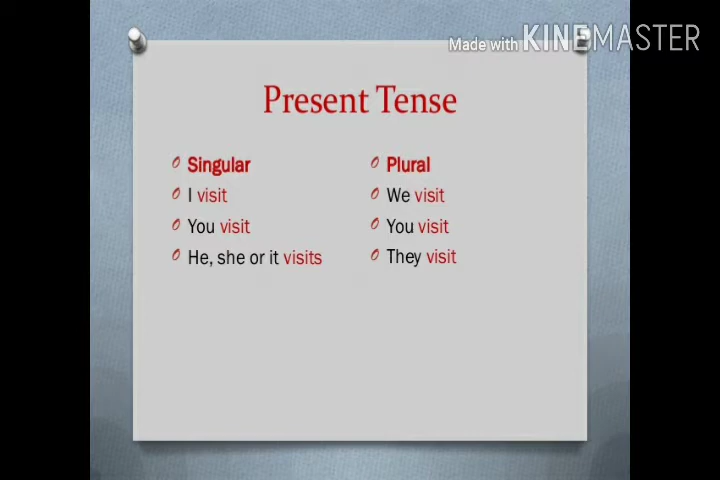 Made with KINEMASTER
Present Tense
Singular
I visit
You visit
He, she or it visits
Plural
We visit
You visit
They visit